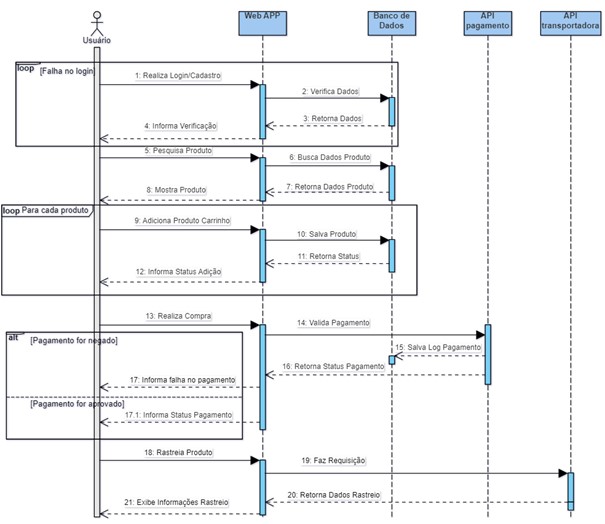 Usuário
Web APP
Banco de
Dados
API
pagamento
API
transportadora
loop
[Falha no login]
1: Realiza Login/Cadastro
2: Verifica Dados
3: Retorna Dados
4: Informa Verificação
5: Pesquisa Produto
6: Busca Dados Produto
7: Retorna Dados Produto
8: Mostra Produto
loop Para cada produto
9: Adiciona Produto Carrinho
10: Salva Produto
11: Retorna Status
12: Informa Status Adição
13: Realiza Compra
14: Valida Pagamento
alt
[Pagamento for negado]
15: Salva Log Pagamento
16: Retorna Status Pagamento
17: Informa falha no pagamento
[Pagamento for aprovado]
17.1: Informa Status Pagamento
18: Rastreia Produto
19: Faz Requisição
20: Retorna Dados Rastreio
21: Exibe Informações Rastreio